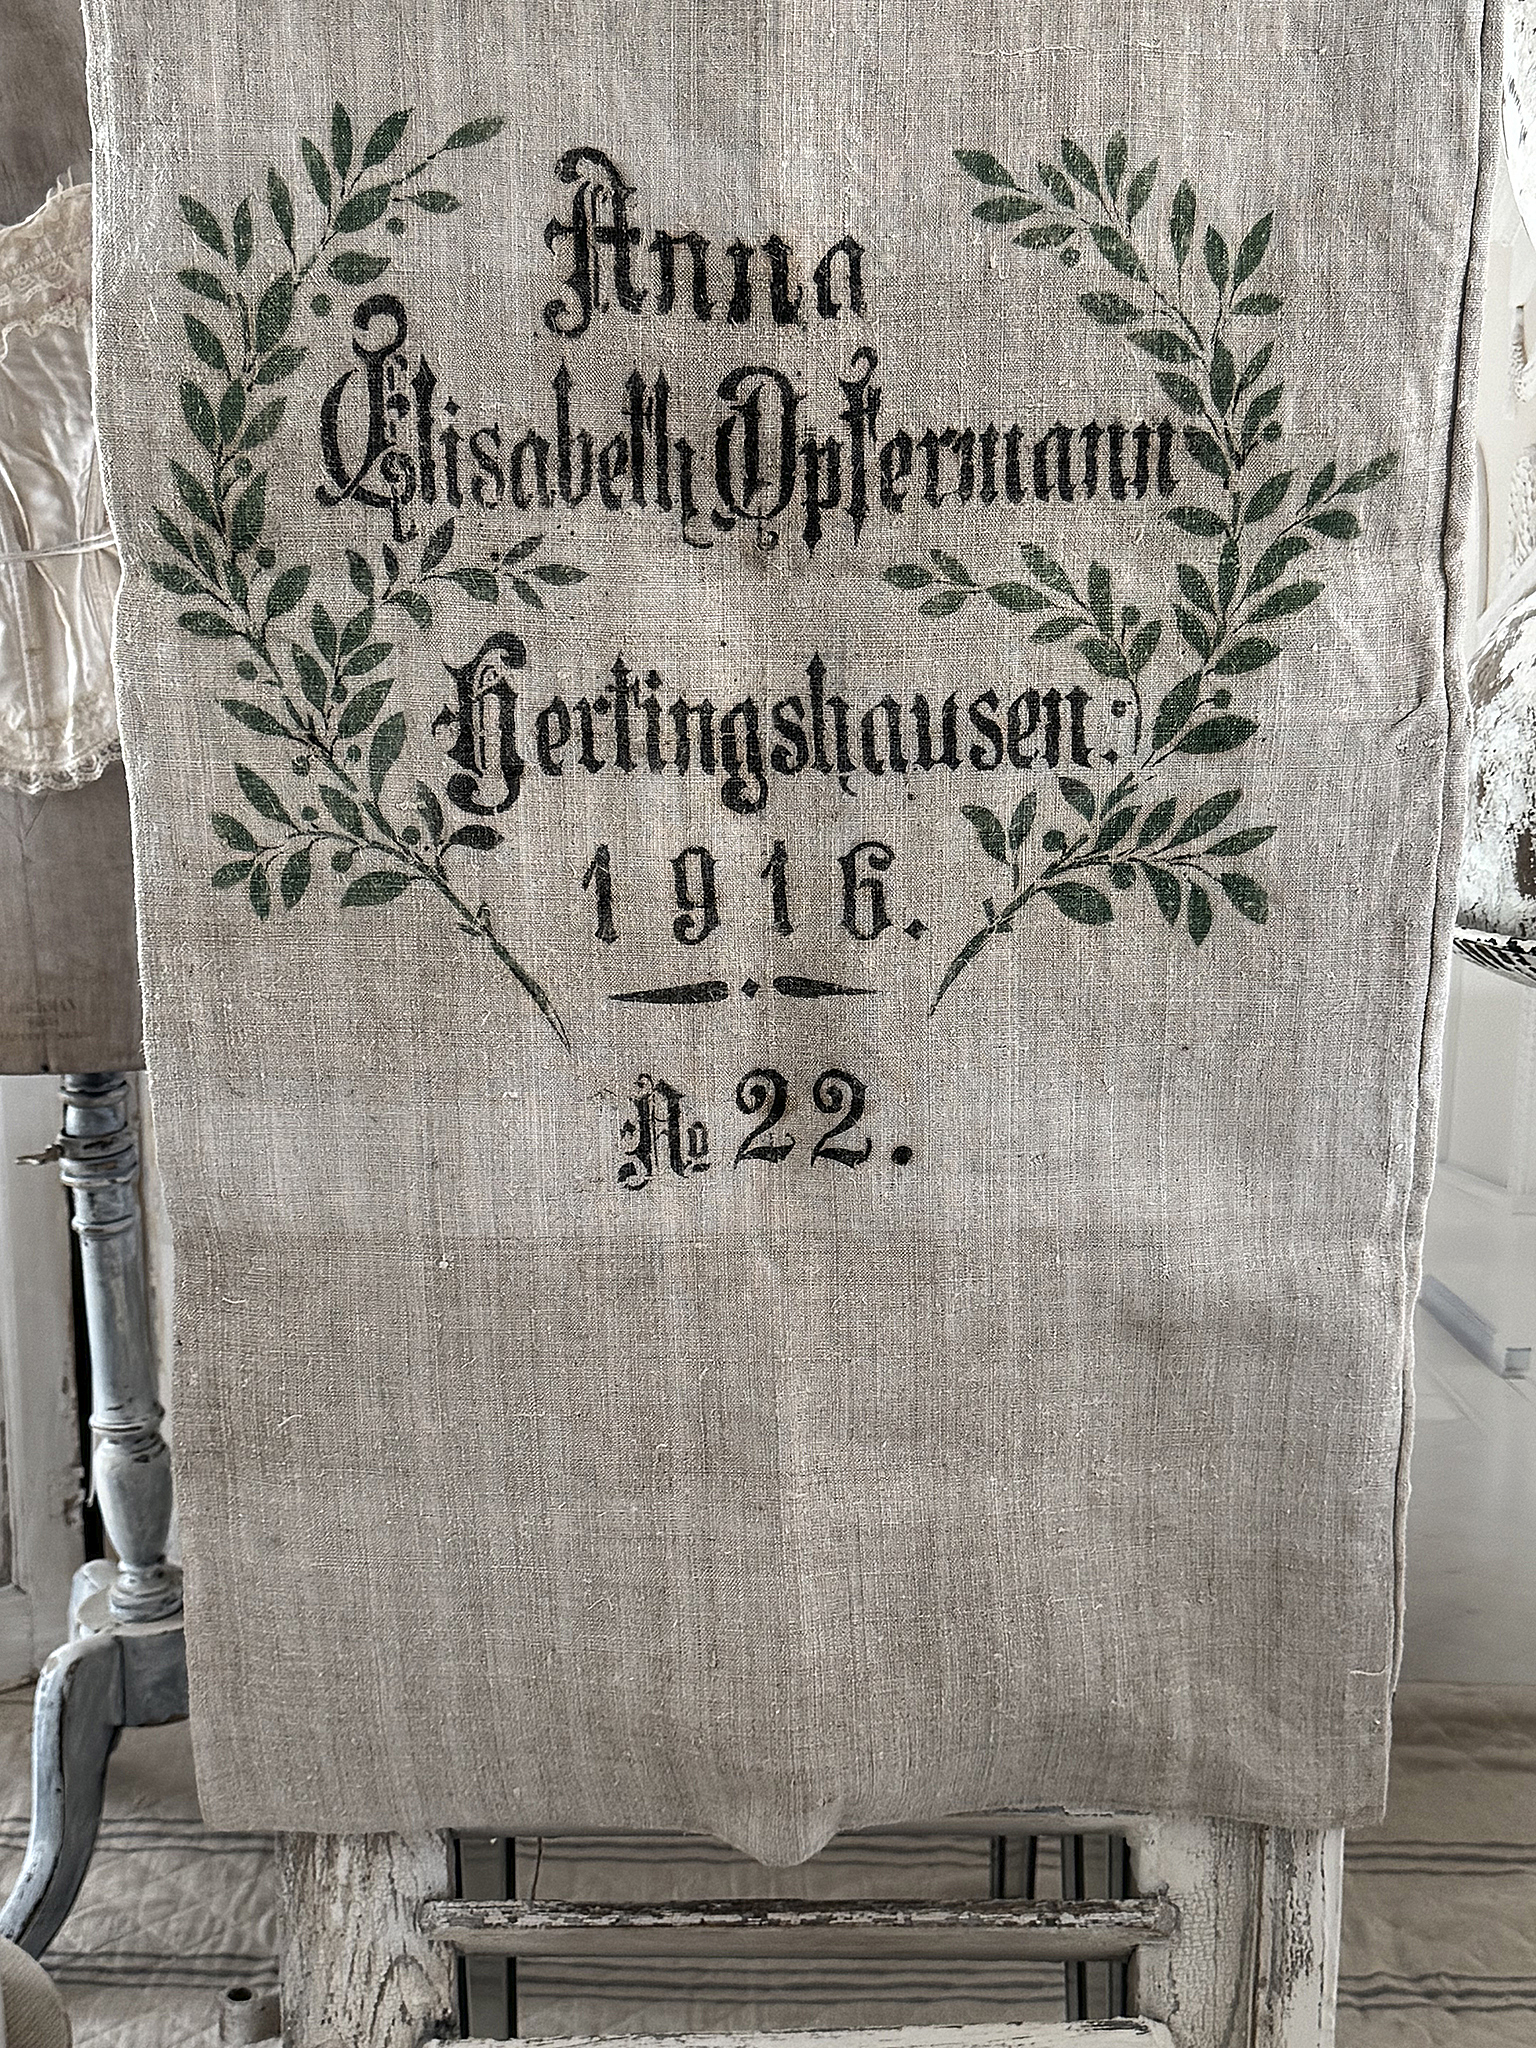 Anna
Elisabeth Opfermann
Hertingshausen.
1916.
No 22.